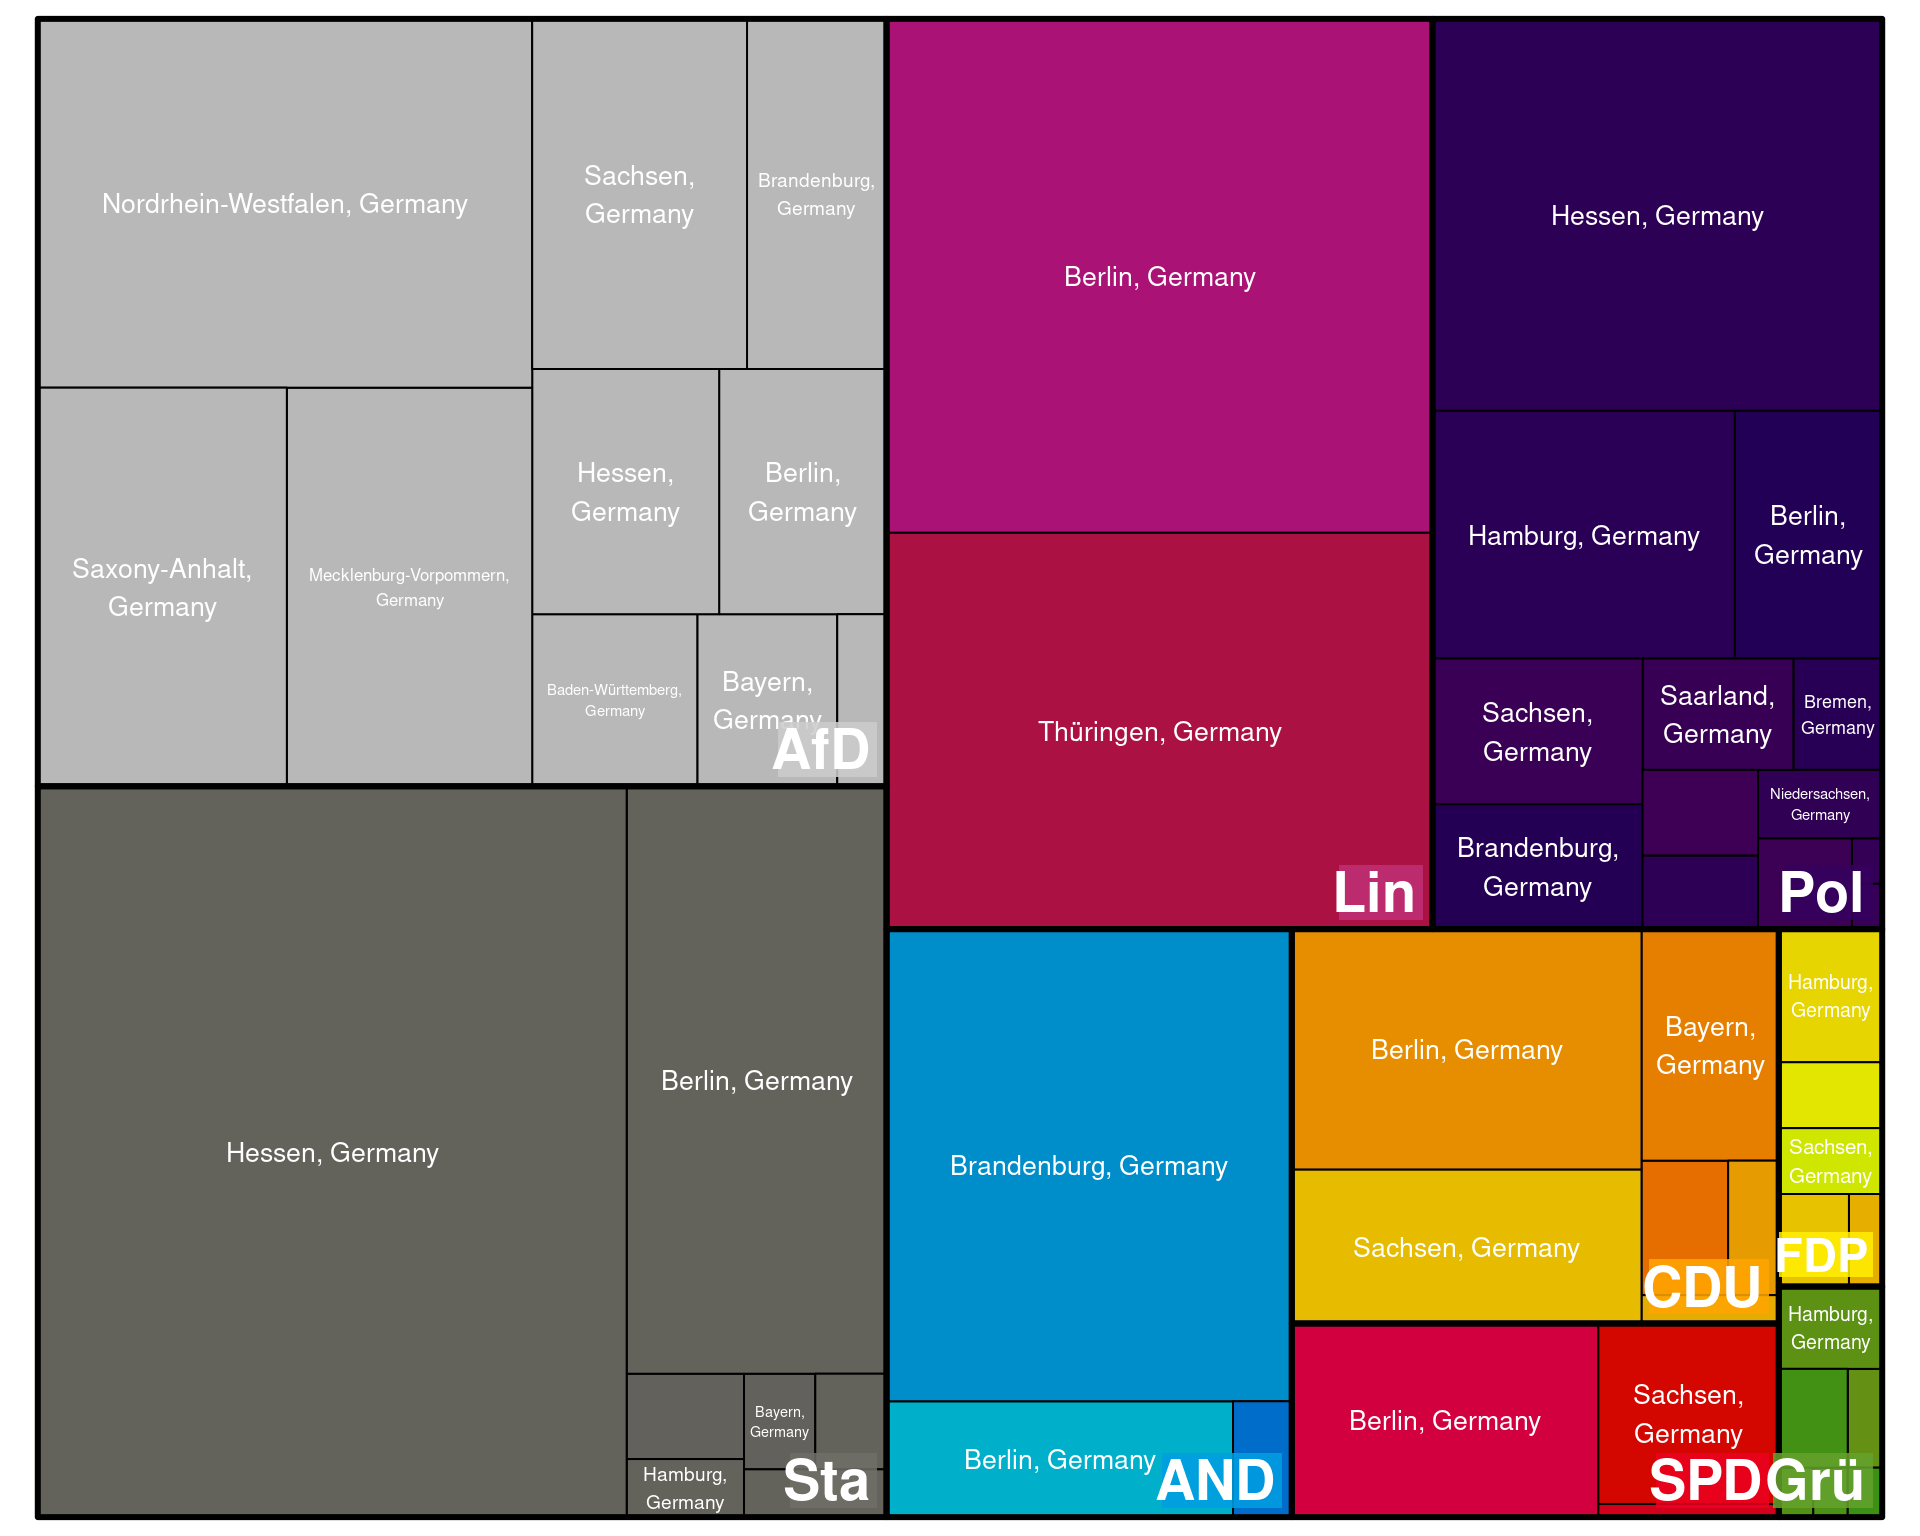 Nordrhein-Westfalen, Germany
Sachsen,
Germany
Brandenburg,
Germany
Saxony-Anhalt,
Germany
Mecklenburg-Vorpommern,
Germany
Hessen,
Germany
Berlin,
Germany
Baden-Württemberg,
Germany
Bayern,
Germany
AfD
Hessen, Germany
Berlin, Germany
Bayern,
Germany
Hamburg,
Germany
Sta
Berlin, Germany
Thüringen, Germany
Lin
Hessen, Germany
Hamburg, Germany
Berlin,
Germany
Sachsen,
Germany
Saarland,
Germany
Bremen,
Germany
Niedersachsen,
Germany
Brandenburg,
Germany
Pol
Brandenburg, Germany
Berlin, Germany
AND
Berlin, Germany
Bayern,
Germany
Sachsen, Germany
CDU
Hamburg,
Germany
Sachsen,
Germany
FDP
Berlin, Germany
Sachsen,
Germany
SPD
Hamburg,
Germany
Grü